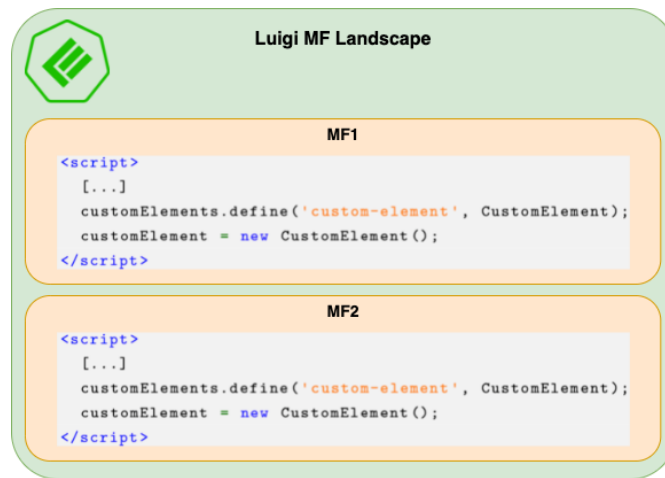 Luigi MF Landscape
MF1
<script>
[...]
customElements.define('custom-element', CustomElement);
customElement = new CustomElement();
</script>
MF2
<script>
[...]
customElements.define('custom-element', CustomElement);
customElement = new CustomElement();
</script>